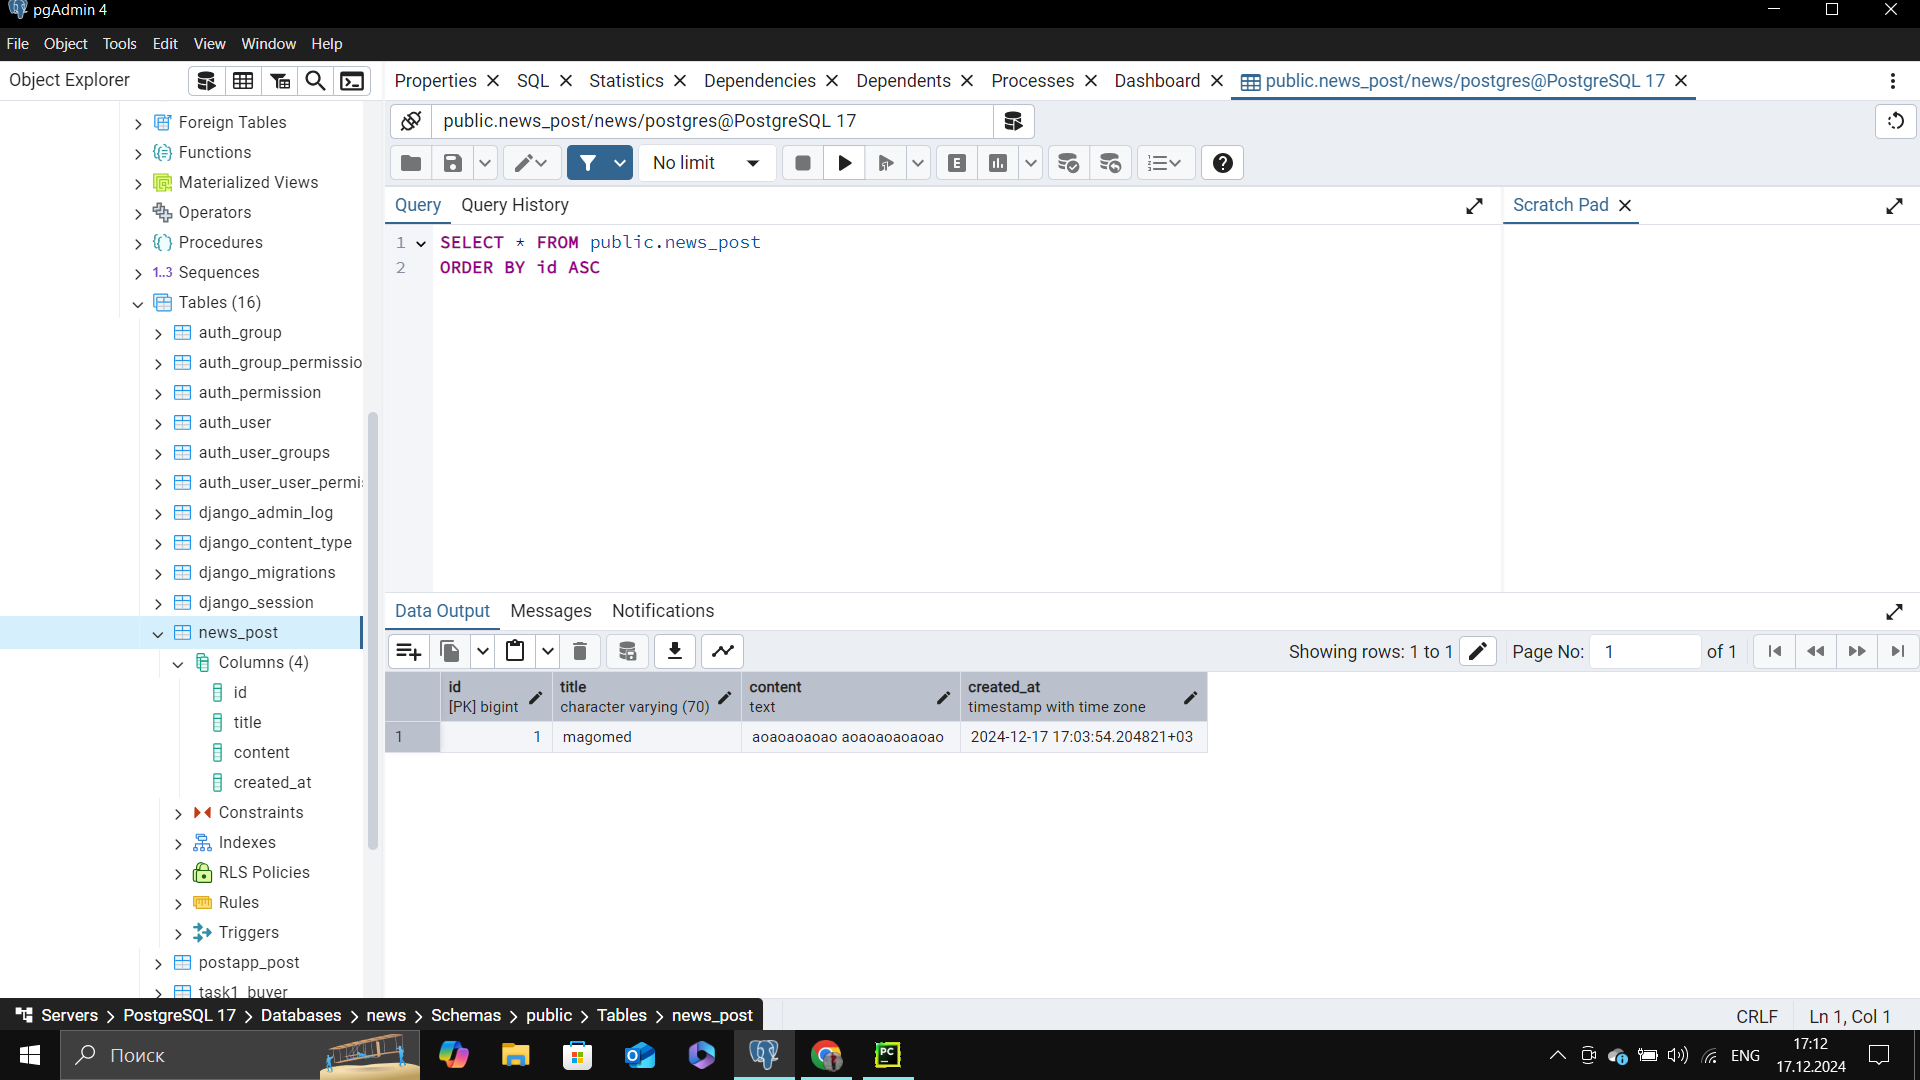 pgAdmin 4
File Object Tools Edit View Window Help
Object Explorer
Foreign Tables
Functions
Materialized Views
Operators
Procedures
1..3 Sequences
Tables (16)
auth_group
auth_group_permissio
auth_permission
auth_user
auth_user_groups
auth_user_user_permi
django_admin_log
django_content_type
django_migrations
django_session
news_post
Columns (4)
id
title
content
created_at
Constraints
Indexes
RLS Policies
Rules
Triggers
postapp_post
task1_buyer
Properties SQL Statistics Dependencies Dependents Processes Dashboard public.news_post/news/postgres@PostgreSQL 17
public.news_post/news/postgres@PostgreSQL 17
No limit E
Query Query History
Scratch Pad
1 SELECT * FROM public.news_post
2 ORDER BY id ASC
Data Output Messages Notifications
Showing rows: 1 to 1 Page No: 1 of 1
id title content created_at
[PK] bigint character varying (70) text timestamp with time zone
1 1 magomed аоаоаоаоао аоаоаоаоаоао 2024-12-17 17:03:54.204821+03
Servers PostgreSQL 17 Databases news Schemas public Tables news_post
CRLF Ln 1, Col 1
Поиск
PC
ENG
17:12
17.12.2024